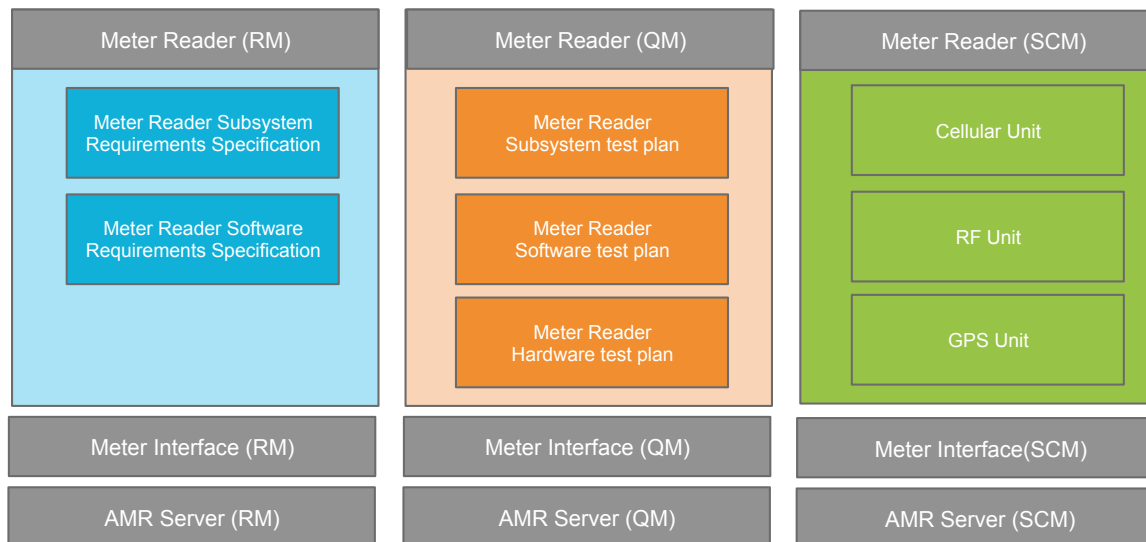 Meter Reader (RM)
Meter Reader Subsystem
Requirements Specification
Meter Reader Software
Requirements Specification
Meter Interface (RM)
AMR Server (RM)
Meter Reader (QM)
Meter Reader
Subsystem test plan
Meter Reader
Software test plan
Meter Reader
Hardware test plan
Meter Interface (QM)
AMR Server (QM)
Meter Reader (SCM)
Cellular Unit
RF Unit
GPS Unit
Meter Interface(SCM)
AMR Server (SCM)